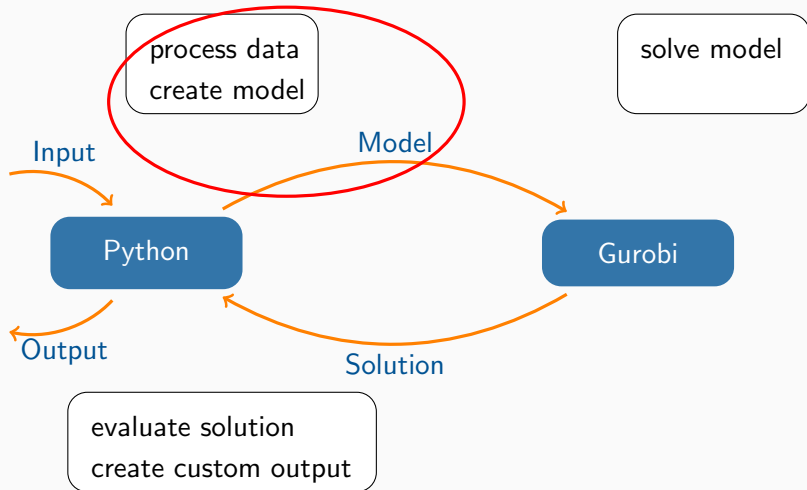 process data
create model
solve model
Input
Model
Python
Gurobi
Output
Solution
evaluate solution
create custom output